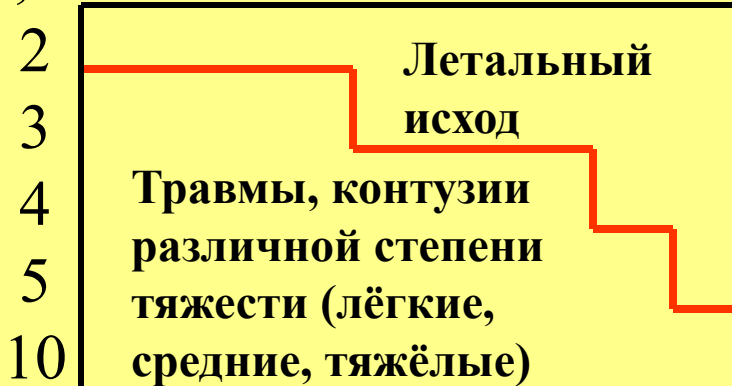 2
Летальный
3
исход
4
Травмы, контузии
различной степени
5
тяжести (лёгкие,
10
средние, тяжёлые)